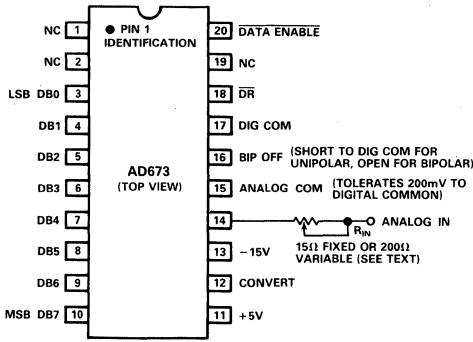 NC 1 ● PIN 1 IDENTIFICATION 20 DATA ENABLE
NC 2 19 NC
LSB DB0 3 18 DR
DB1 4 17 DIG COM
DB2 5 16 BIP OFF (SHORT TO DIG COM FOR UNIPOLAR, OPEN FOR BIPOLAR)
AD673
(TOP VIEW)
DB3 6 15 ANALOG COM (TOLERATES 200mV TO DIGITAL COMMON)
DB4 7 14 RIN ANALOG IN
15Ω FIXED OR 200Ω
VARIABLE (SEE TEXT)
DB5 8 13 −15V
DB6 9 12 CONVERT
MSB DB7 10 11 +5V